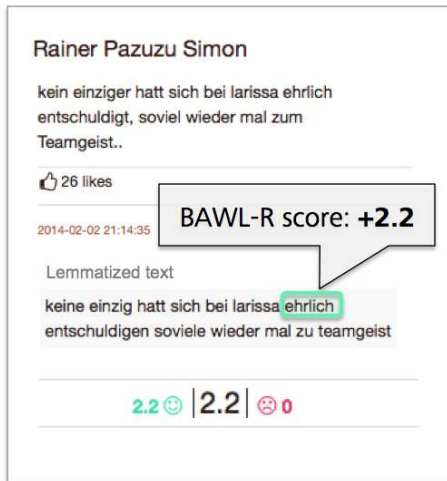 Rainer Pazuzu Simon
kein einziger hatt sich bei larissa ehrlich
entschuldigt, soviel wieder mal zum
Teamgeist..
26 likes
BAWL-R score: +2.2
2014-02-02 21:14:35
Lemmatized text
keine einzig hatt sich bei larissa ehrlich
entschuldigen soviele wieder mal zu teamgeist
2.2 |2.2| 0